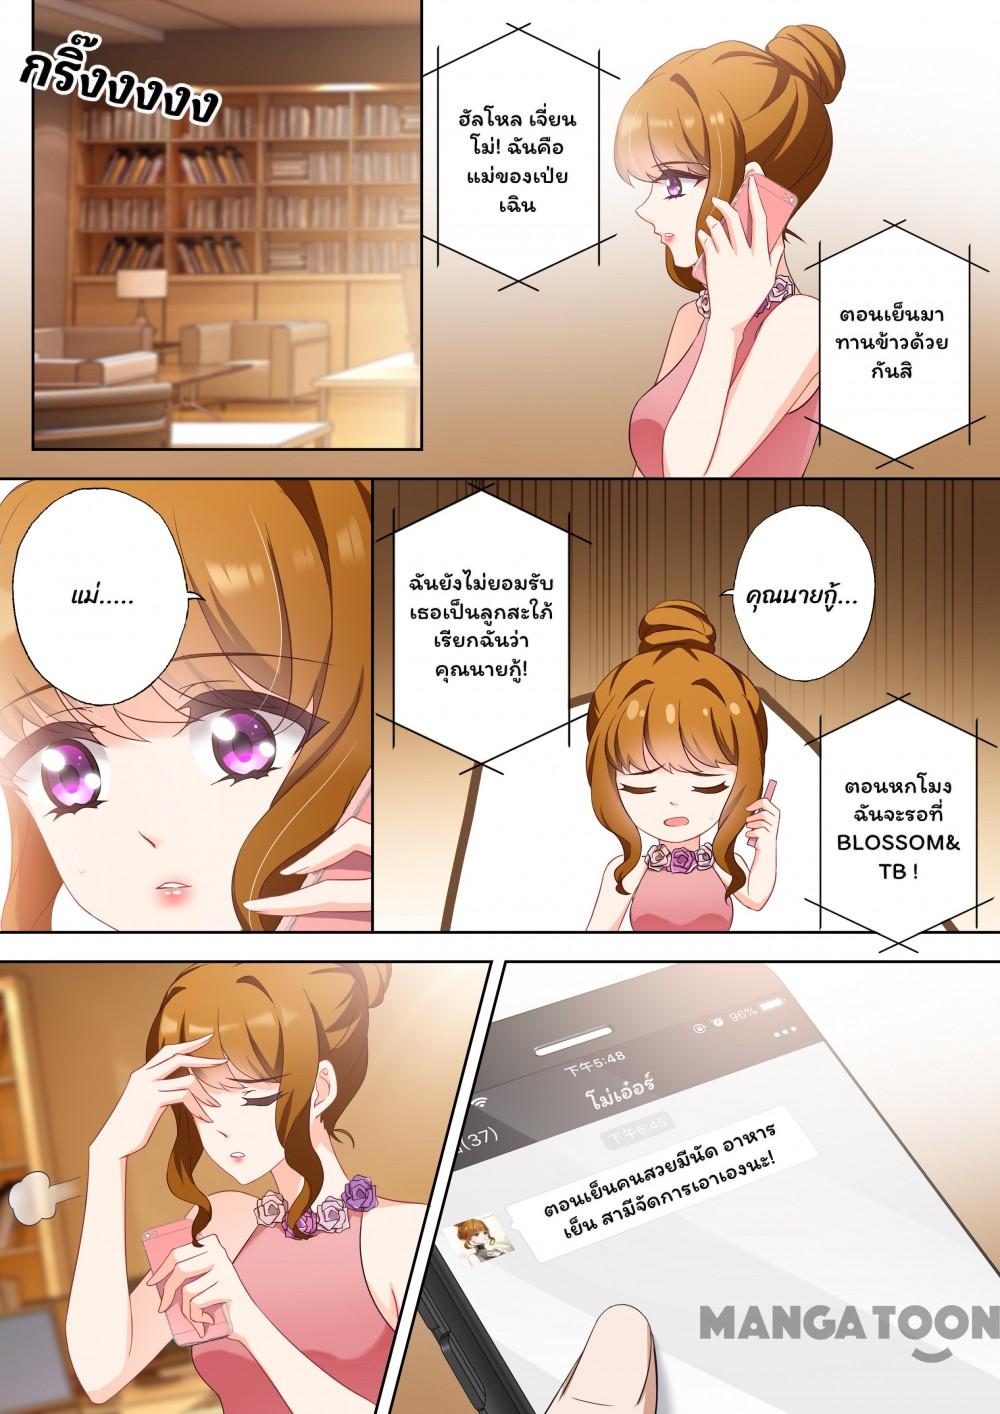 กริ๊งงงงง
ฮัลโหล เจี่ยน
โม่! ฉันคือ
แม่ของเป่ย
เฉิน
ตอนเย็นมา
ทานข้าวด้วย
กันสิ
แม่.....
ฉันยังไม่ยอมรับ
เธอเป็นลูกสะใภ้
เรียกฉันว่า
คุณนายกู้!
คุณนายกู้...
ตอนหกโมง
ฉันจะรอที่
BLOSSOM&
TB !
96%
下午5:48
(37)
โม่เอ๋อร์
下午5:45
ตอนเย็นคนสวยมีนัด อาหาร
เย็น สามีจัดการเอาเองนะ!
MANGATOON